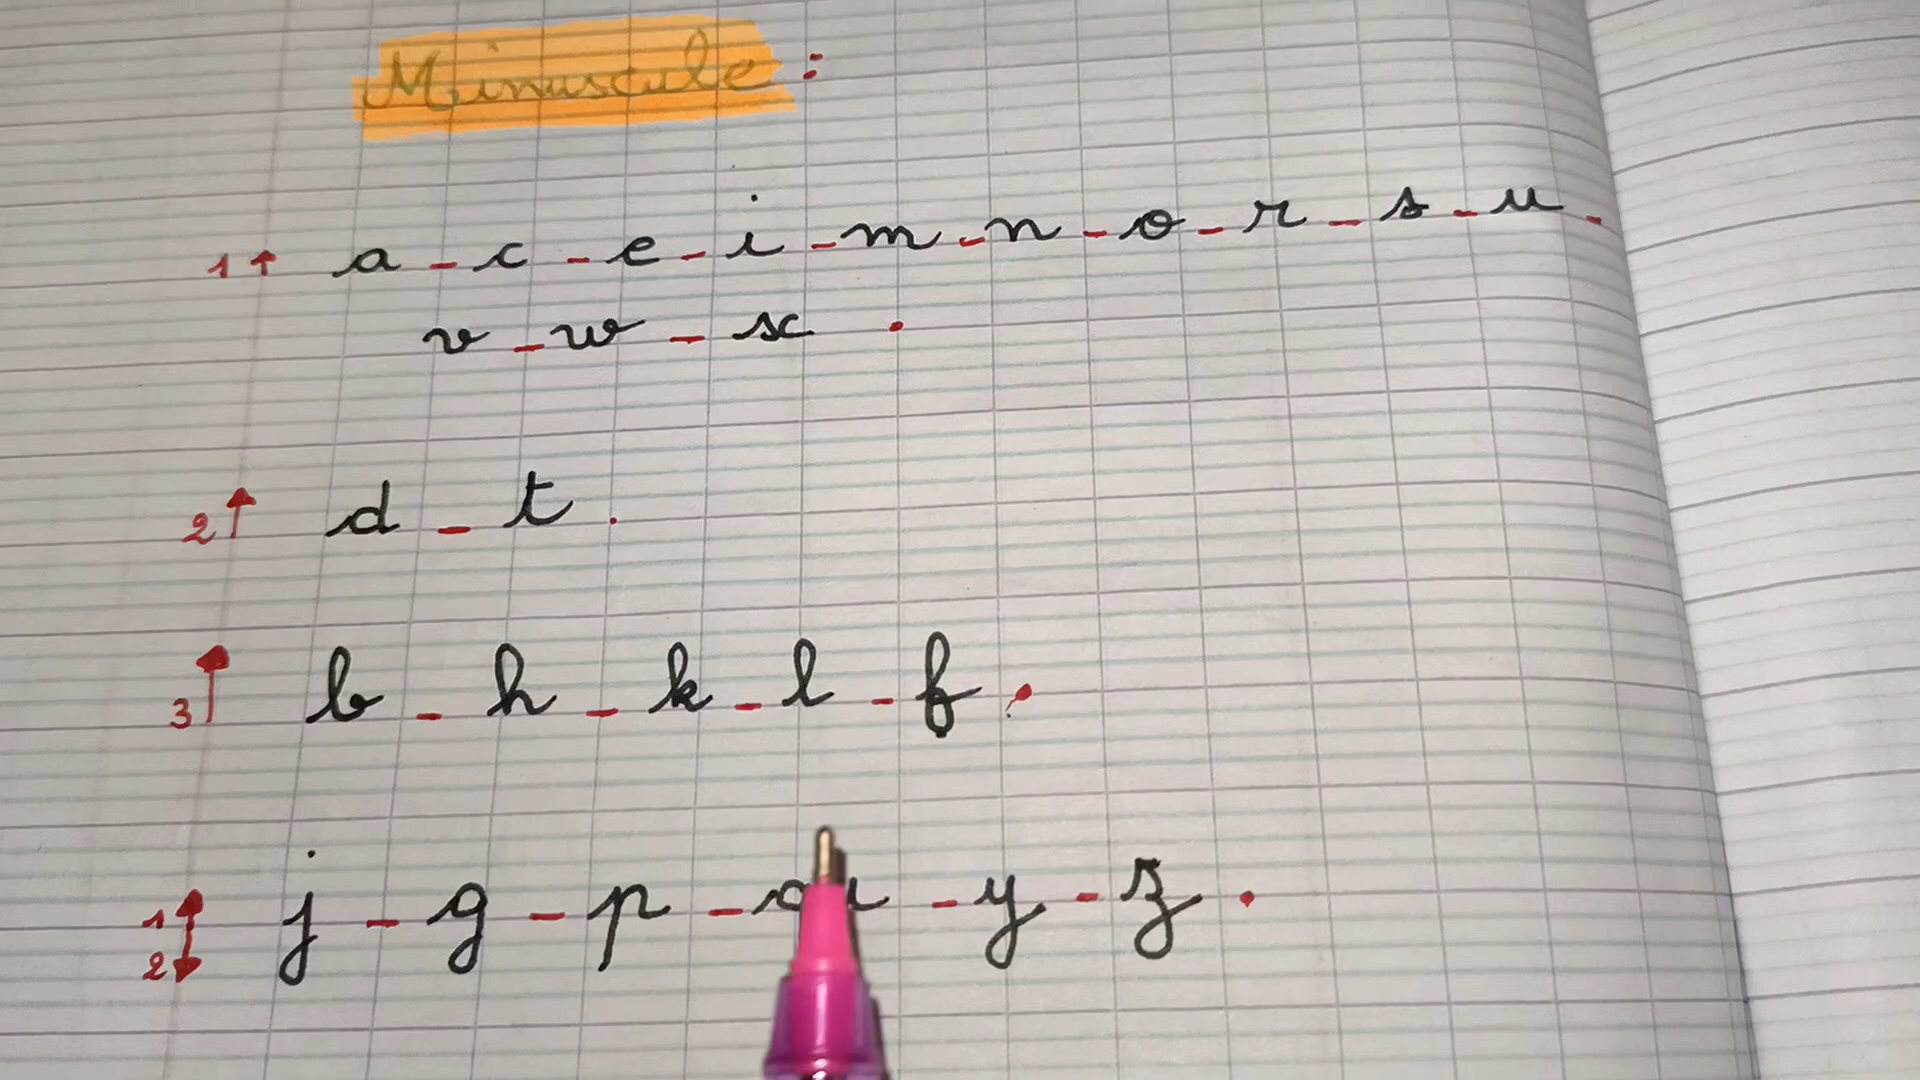 Minuscule :
1↑ a - c - e - i - m - n - o - r - s - u .
v - w - x .
2↑ d - t .
3↑ b - h - k - l - f .
1 j - g - p - - y - z .
2